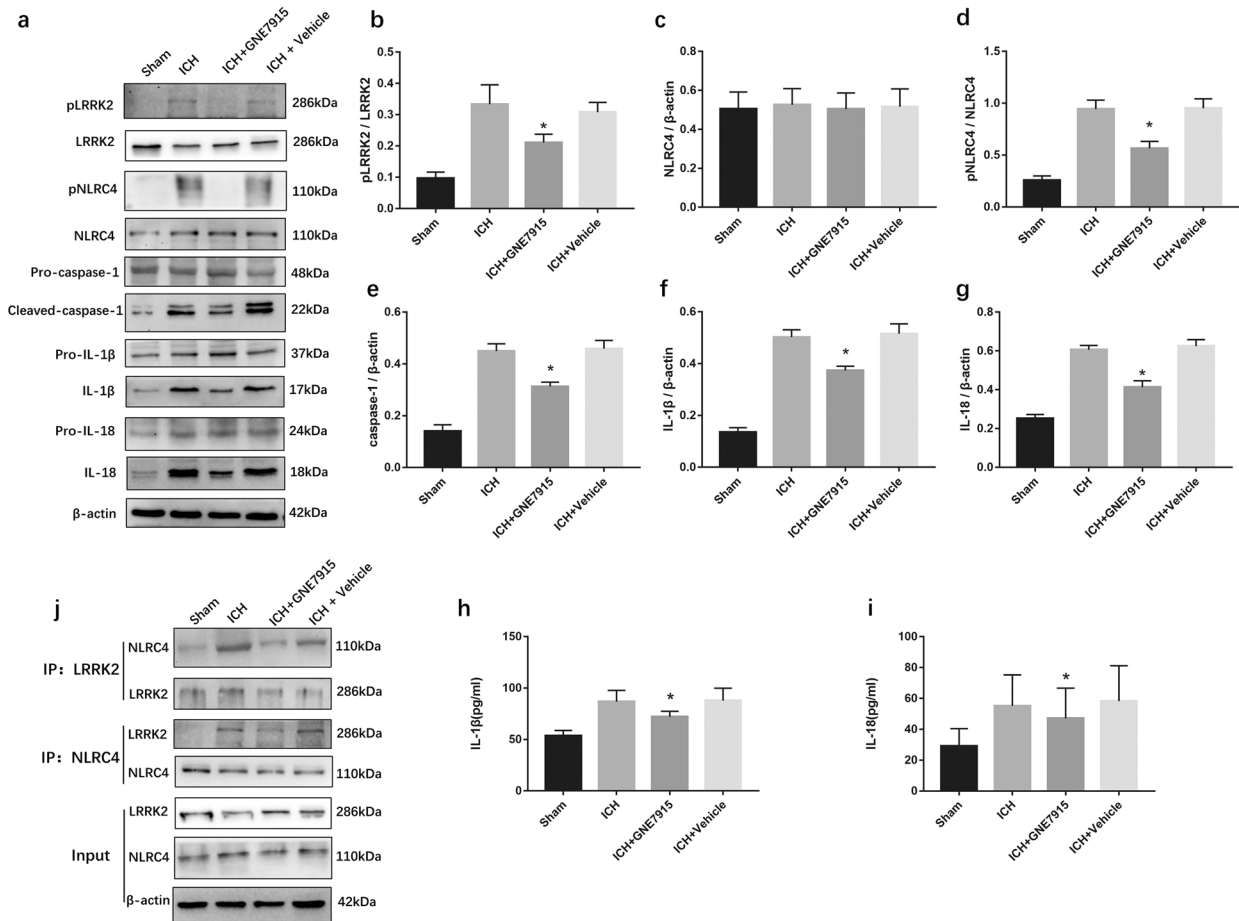 a
Sham
ICH
ICH+GNE7915
ICH + Vehicle
pLRRK2 286kDa
LRRK2 286kDa
pNLRC4 110kDa
NLRC4 110kDa
Pro-caspase-1 48kDa
Cleaved-caspase-1 22kDa
Pro-IL-1β 37kDa
IL-1β 17kDa
Pro-IL-18 24kDa
IL-18 18kDa
β-actin 42kDa
b
pLRRK2 / LRRK2
0.5
0.4
0.3
0.2
0.1
0.0
*
Sham
ICH
ICH+GNE7915
ICH+Vehicle
c
NLRC4 / β-actin
0.8
0.6
0.4
0.2
0.0
Sham
ICH
ICH+GNE7915
ICH+Vehicle
d
pNLRC4 / NLRC4
1.5
1.0
0.5
0.0
*
Sham
ICH
ICH+GNE7915
ICH+Vehicle
e
caspase-1 / β-actin
0.6
0.4
0.2
0.0
*
Sham
ICH
ICH+GNE7915
ICH+Vehicle
f
IL-1β / β-actin
0.6
0.4
0.2
0.0
*
Sham
ICH
ICH+GNE7915
ICH+Vehicle
g
IL-18 / β-actin
0.8
0.6
0.4
0.2
0.0
*
Sham
ICH
ICH+GNE7915
ICH+Vehicle
j
Sham
ICH
ICH+GNE7915
ICH + Vehicle
IP: LRRK2
NLRC4 110kDa
LRRK2 286kDa
IP: NLRC4
LRRK2 286kDa
NLRC4 110kDa
Input
LRRK2 286kDa
NLRC4 110kDa
β-actin 42kDa
h
IL-1β(pg/ml)
150
100
50
0
*
Sham
ICH
ICH+GNE7915
ICH+Vehicle
i
IL-18(pg/ml)
100
80
60
40
20
0
*
Sham
ICH
ICH+GNE7915
ICH+Vehicle